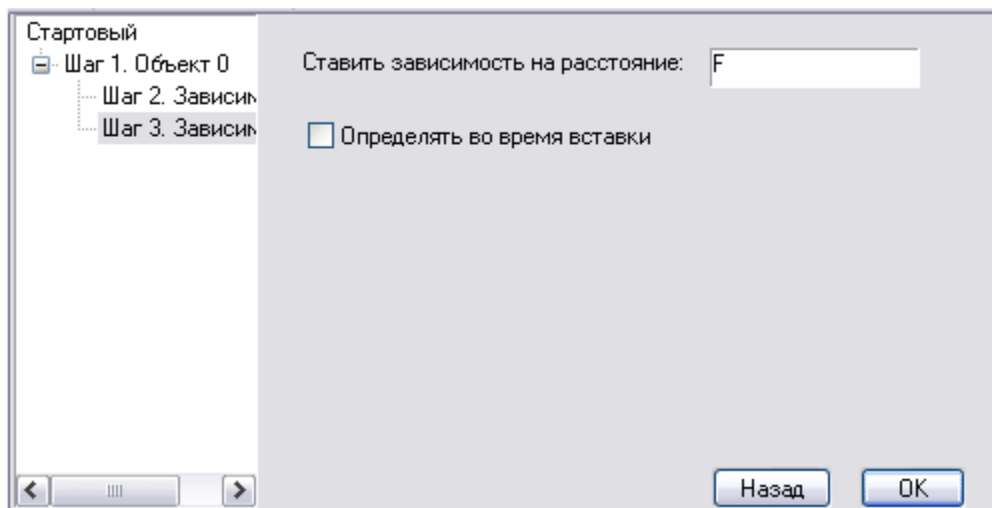 Стартовый
Шаг 1. Объект 0
Шаг 2. Зависим
Шаг 3. Зависим
Ставить зависимость на расстояние: F
Определять во время вставки
Назад OK